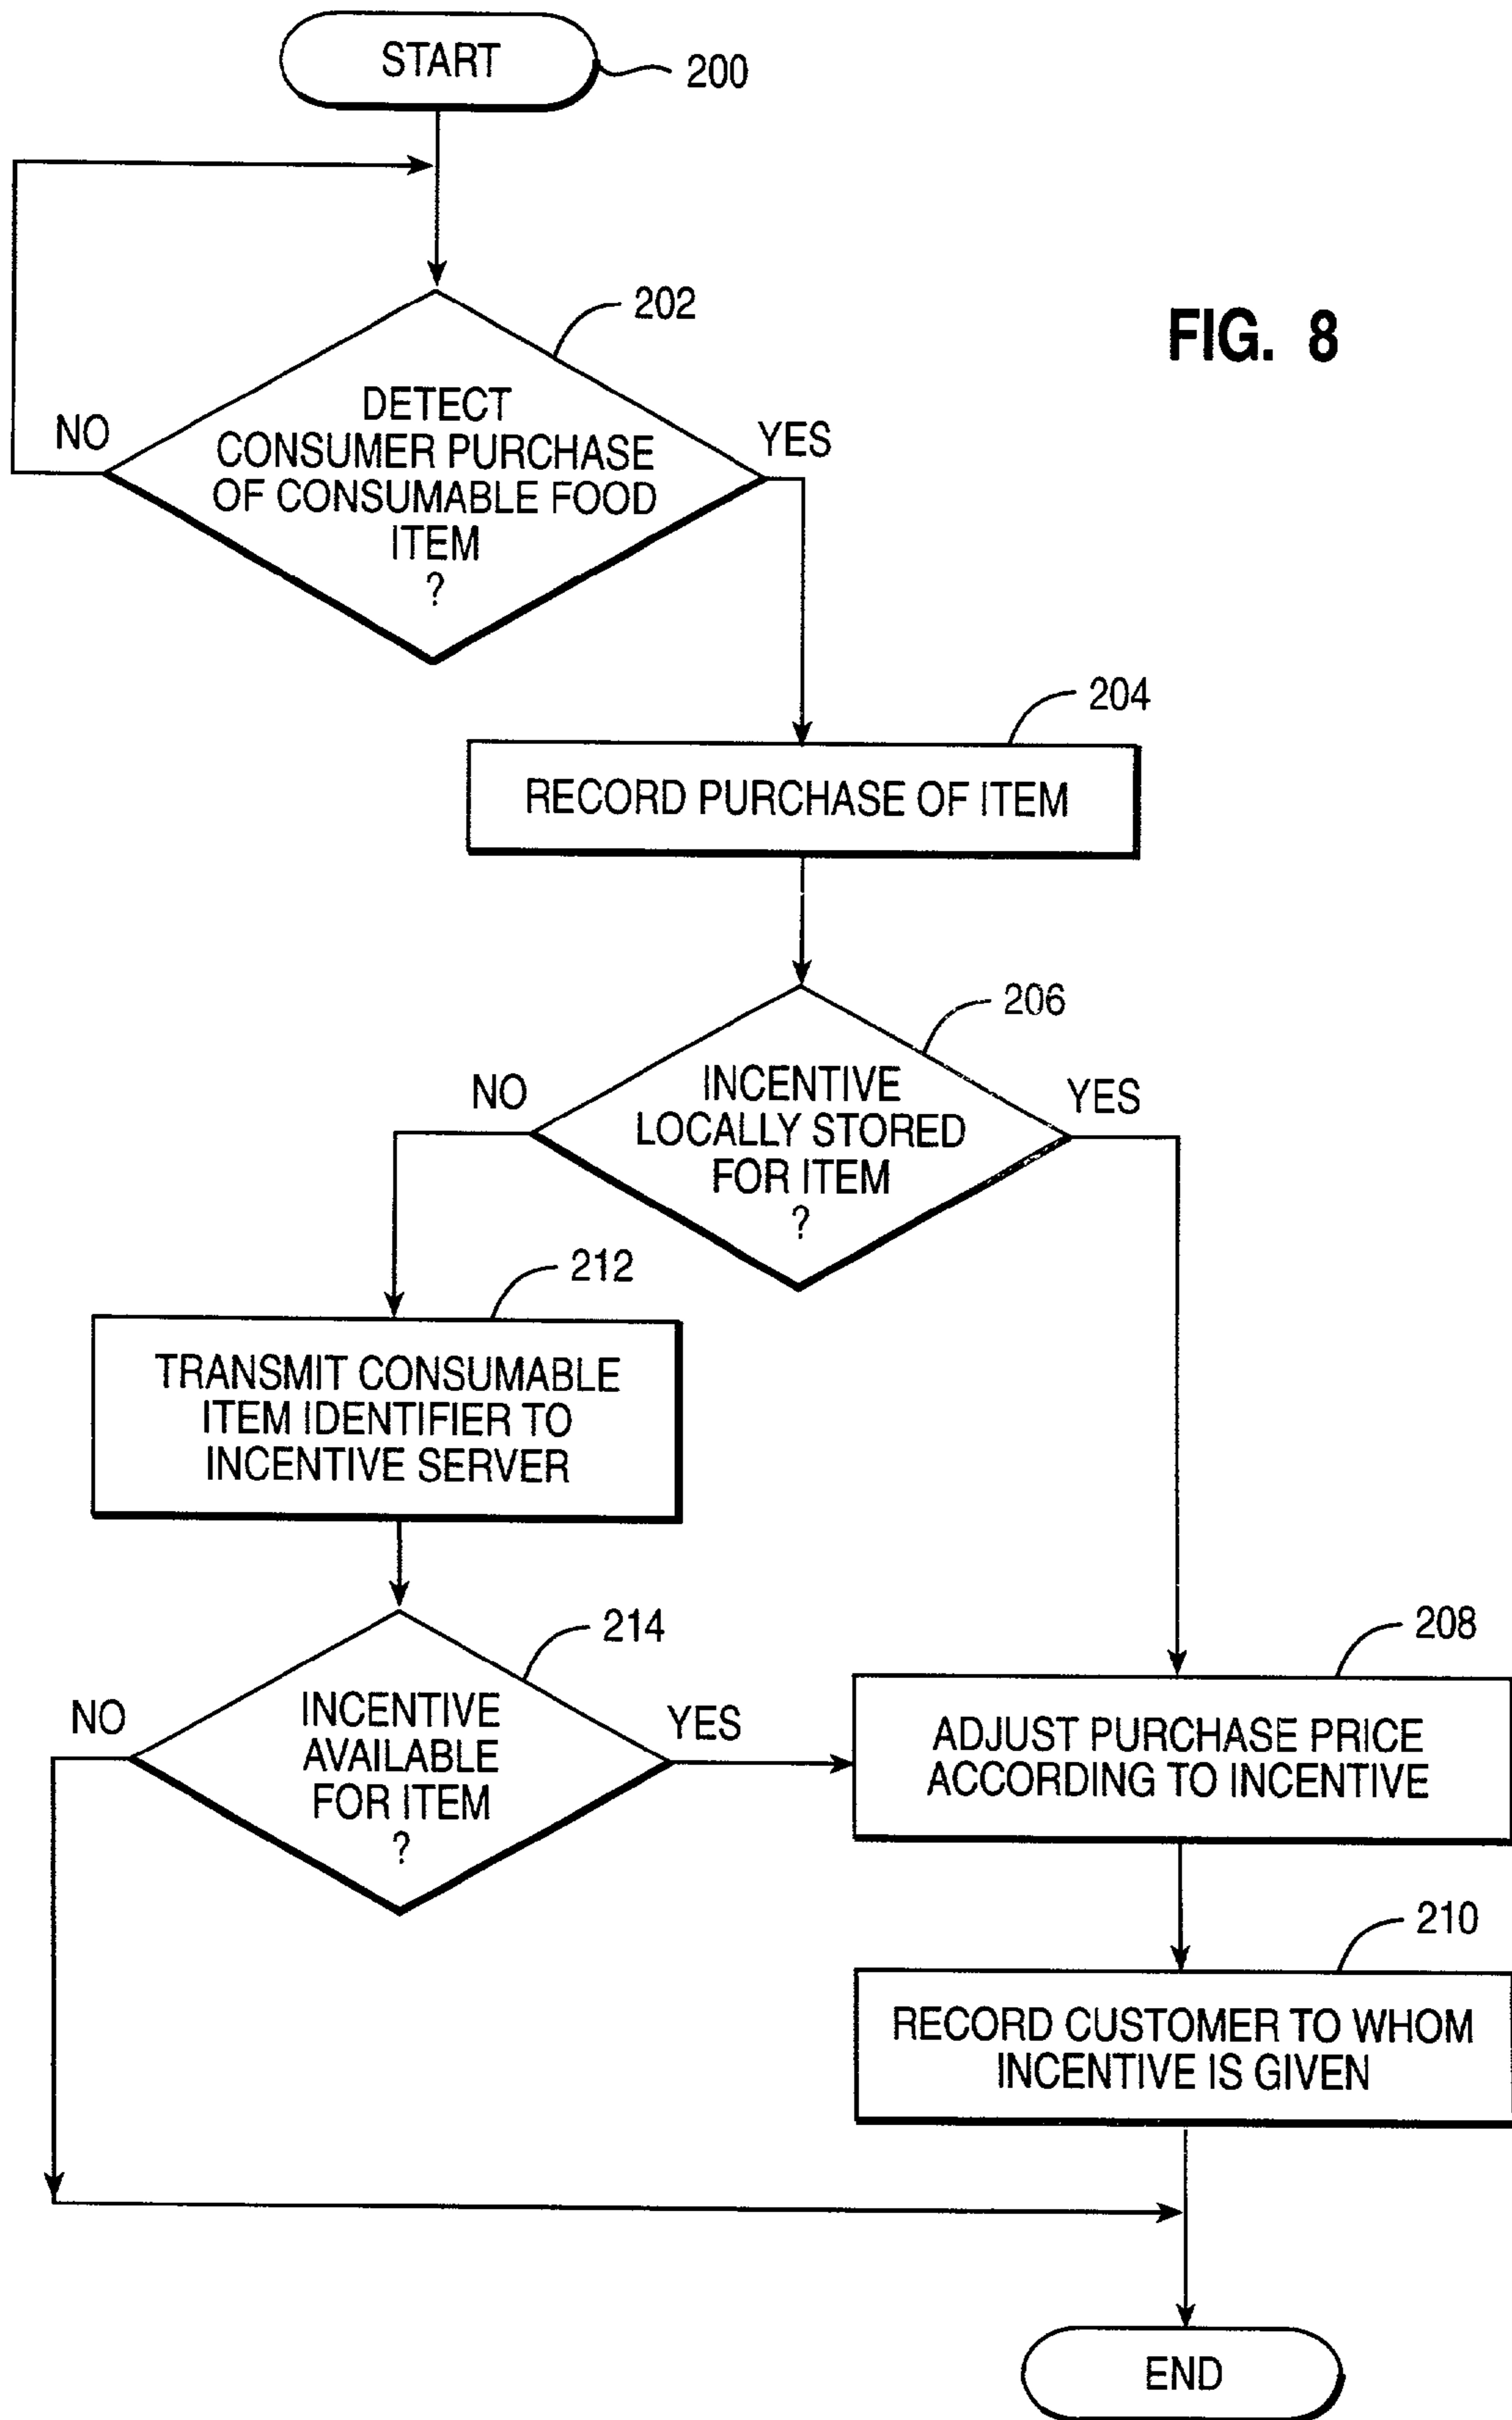 START
200
202
FIG. 8
DETECT
CONSUMER PURCHASE
OF CONSUMABLE FOOD
ITEM
?
NO
YES
204
RECORD PURCHASE OF ITEM
206
INCENTIVE
LOCALLY STORED
FOR ITEM
?
NO
YES
212
TRANSMIT CONSUMABLE
ITEM IDENTIFIER TO
INCENTIVE SERVER
214
INCENTIVE
AVAILABLE
FOR ITEM
?
NO
YES
208
ADJUST PURCHASE PRICE
ACCORDING TO INCENTIVE
210
RECORD CUSTOMER TO WHOM
INCENTIVE IS GIVEN
END